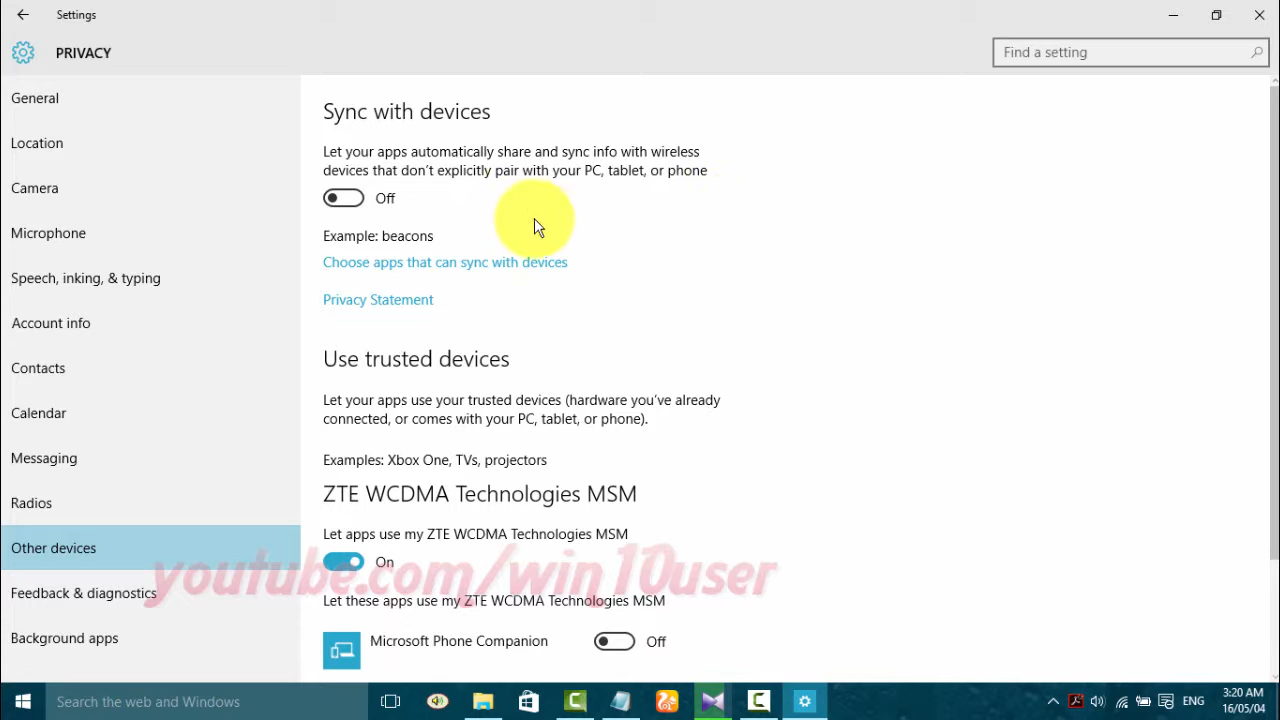 Settings
PRIVACY
Find a setting
General
Location
Camera
Microphone
Speech, inking, & typing
Account info
Contacts
Calendar
Messaging
Radios
Other devices
Feedback & diagnostics
Background apps
Sync with devices
Let your apps automatically share and sync info with wireless
devices that don't explicitly pair with your PC, tablet, or phone
Off
Example: beacons
Choose apps that can sync with devices
Privacy Statement
Use trusted devices
Let your apps use your trusted devices (hardware you've already
connected, or comes with your PC, tablet, or phone).
Examples: Xbox One, TVs, projectors
ZTE WCDMA Technologies MSM
Let apps use my ZTE WCDMA Technologies MSM
On
youtube.com/win10user
Let these apps use my ZTE WCDMA Technologies MSM
Microsoft Phone Companion Off
Search the web and Windows
ENG
3:20 AM
16/05/04